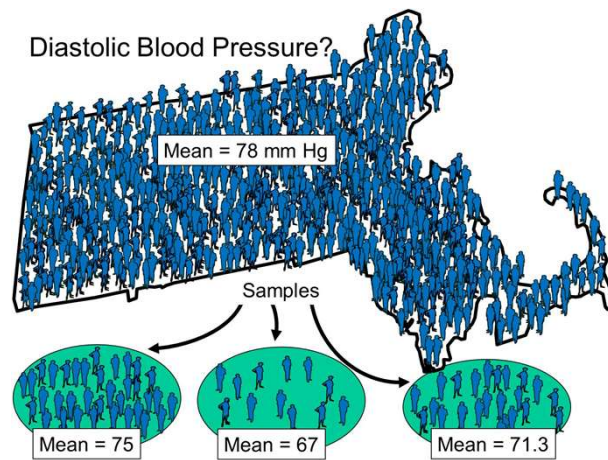 Diastolic Blood Pressure?
Mean = 78 mm Hg
Samples
Mean = 75
Mean = 67
Mean = 71.3